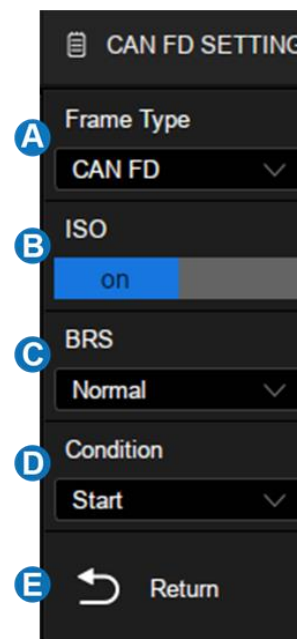 CAN FD SETTING
A
Frame Type
CAN FD
B
ISO
on
C
BRS
Normal
D
Condition
Start
E
Return